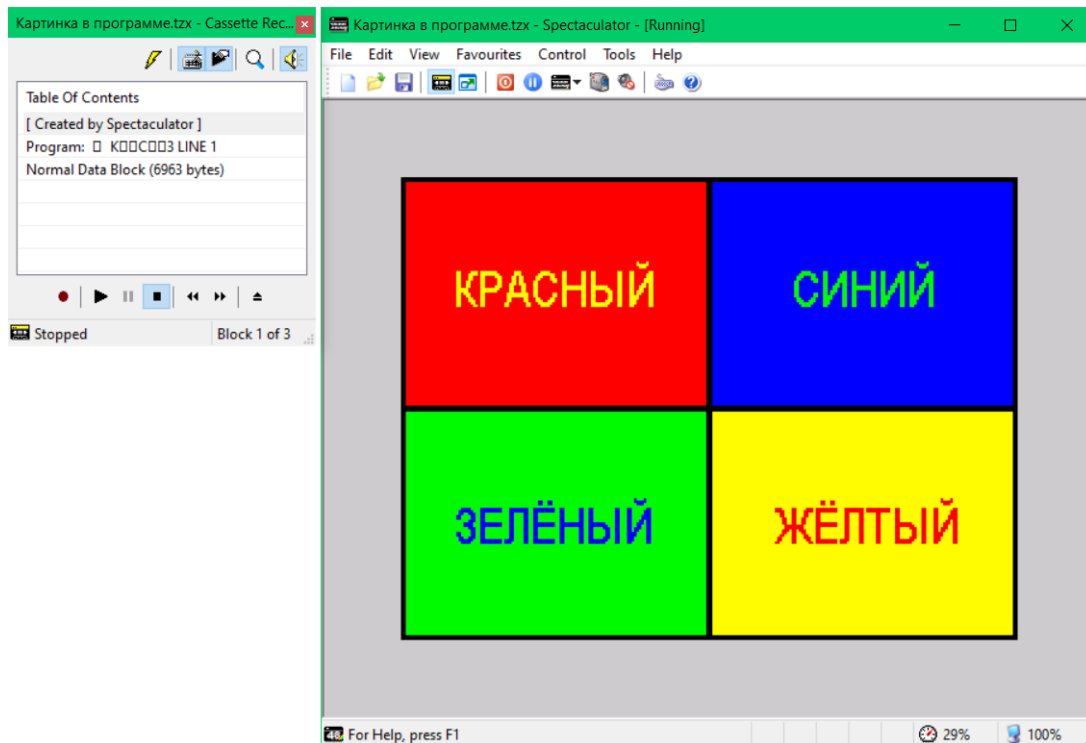 Картинка в программе.tzx - Cassette Rec...
Table Of Contents
[ Created by Spectaculator ]
Program: □ K□□C□□3 LINE 1
Normal Data Block (6963 bytes)
Stopped
Block 1 of 3
Картинка в программе.tzx - Spectaculator - [Running]
File Edit View Favourites Control Tools Help
КРАСНЫЙ
СИНИЙ
ЗЕЛЁНЫЙ
ЖЁЛТЫЙ
48 For Help, press F1
29%
100%